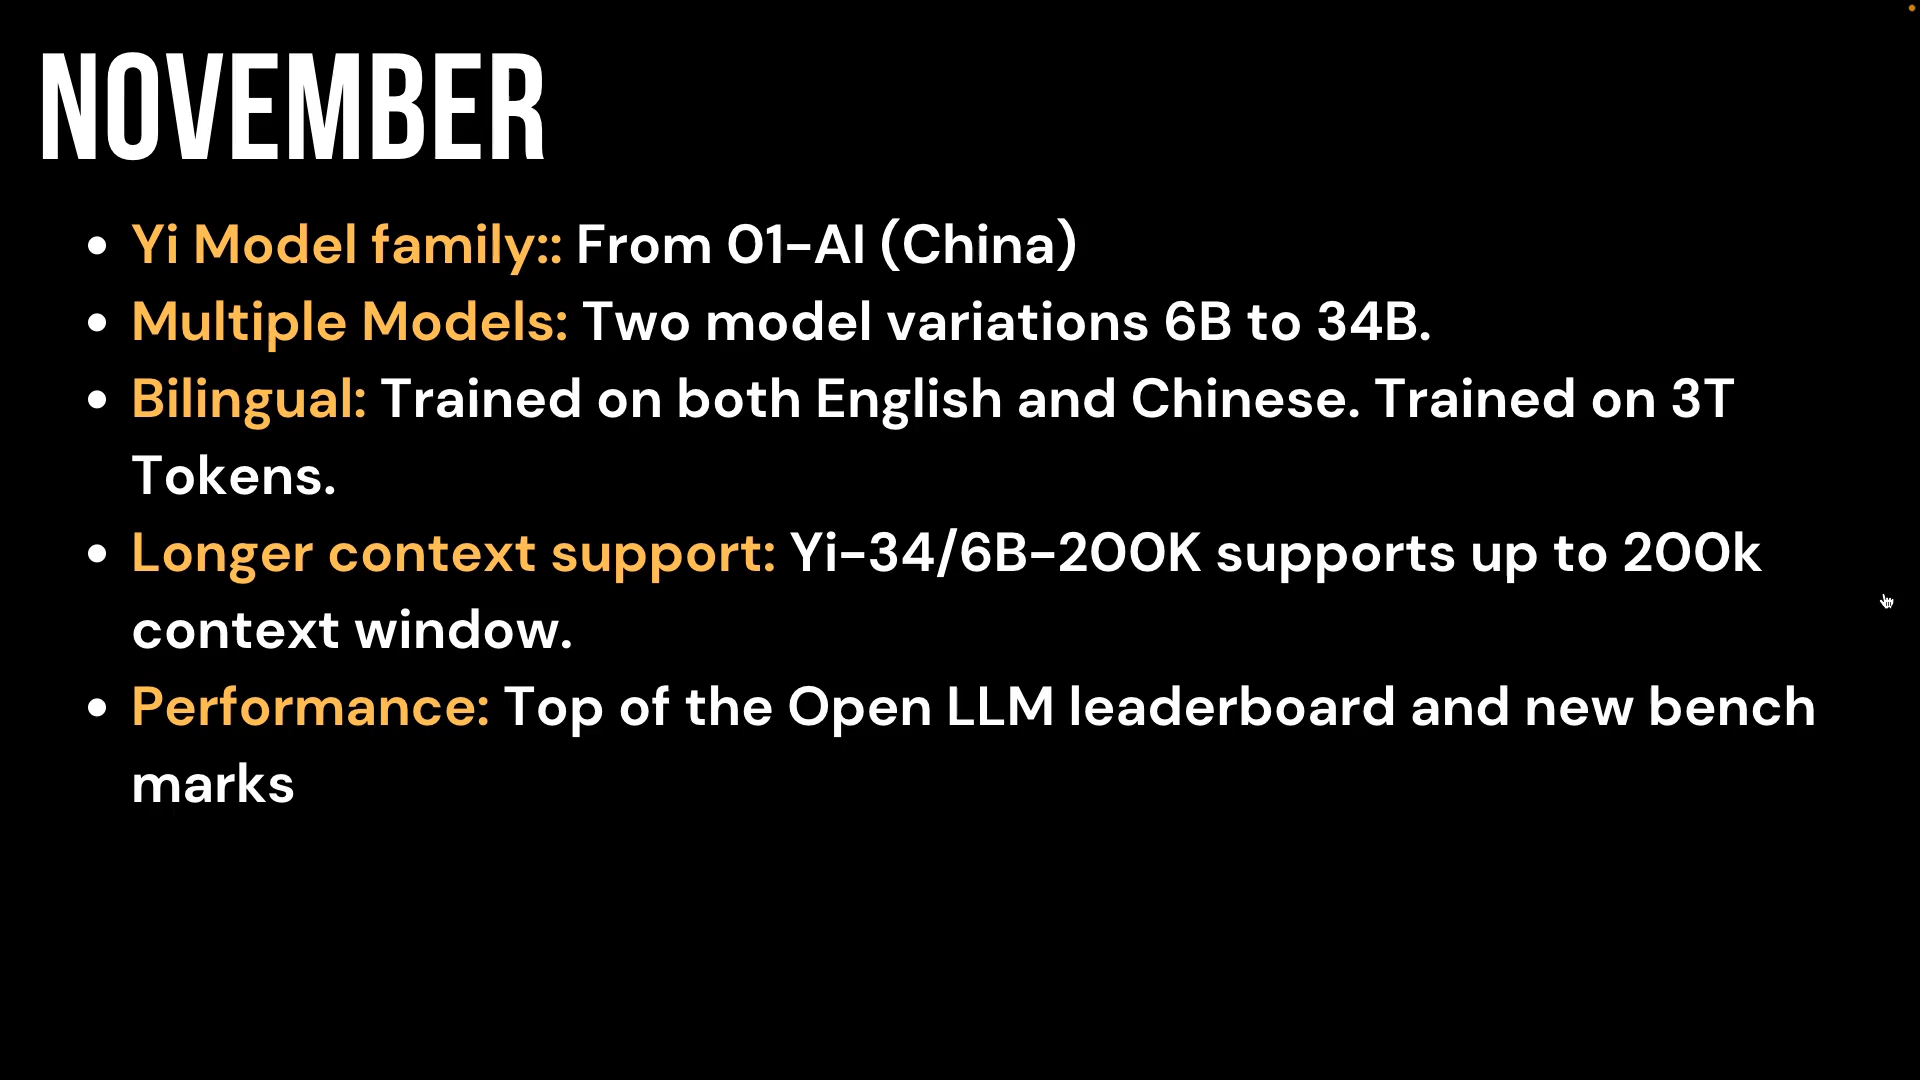 NOVEMBER
• Yi Model family:: From 01-AI (China)
• Multiple Models: Two model variations 6B to 34B.
• Bilingual: Trained on both English and Chinese. Trained on 3T
Tokens.
• Longer context support: Yi-34/6B-200K supports up to 200k
context window.
• Performance: Top of the Open LLM leaderboard and new bench
marks